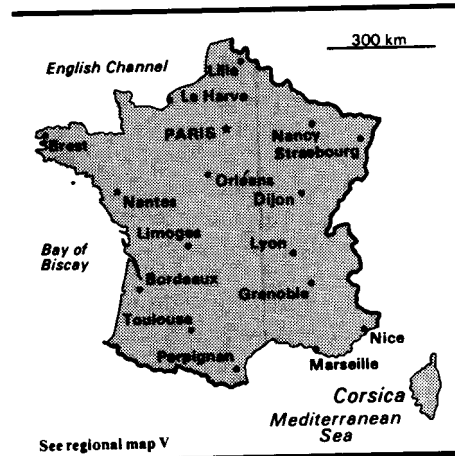 300 km
English Channel
Lille
Le Harve
PARIS
Nancy
Strasbourg
Brest
Orléans
Dijon
Nantes
Limoges
Lyon
Bay of
Biscay
Bordeaux
Grenoble
Toulouse
Nice
Perpignan
Marseille
Corsica
Mediterranean
Sea
See regional map V